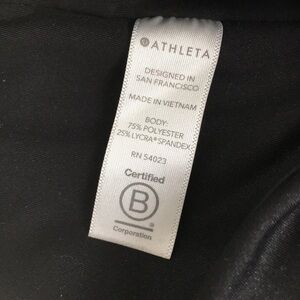 ATHLETA
DESIGNED IN
SAN FRANCISCO
MADE IN VIETNAM
BODY-
75% POLYESTER
25% LYCRA® SPANDEX
RN 54023
Certified
B
Corporation